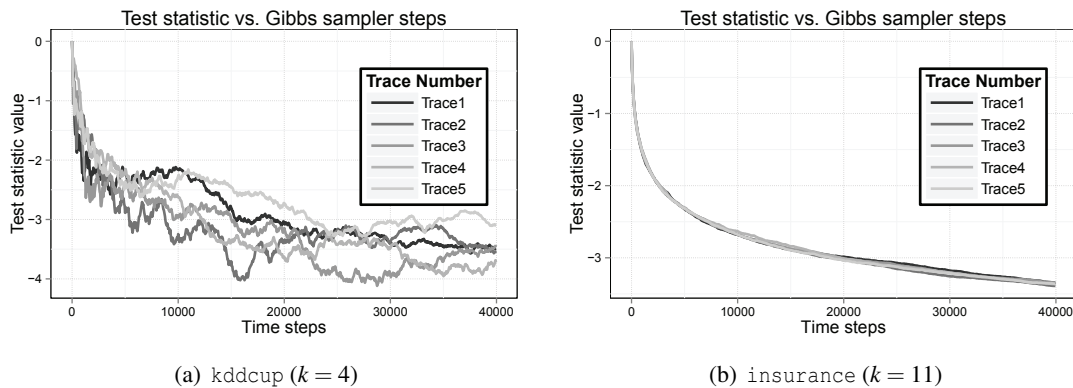 Test statistic vs. Gibbs sampler steps
Test statistic value
0
−1
−2
−3
−4
Trace Number
Trace1
Trace2
Trace3
Trace4
Trace5
0 10000 20000 30000 40000
Time steps
(a) kddcup (k = 4)
Test statistic vs. Gibbs sampler steps
Test statistic value
0
−1
−2
−3
Trace Number
Trace1
Trace2
Trace3
Trace4
Trace5
0 10000 20000 30000 40000
Time steps
(b) insurance (k = 11)